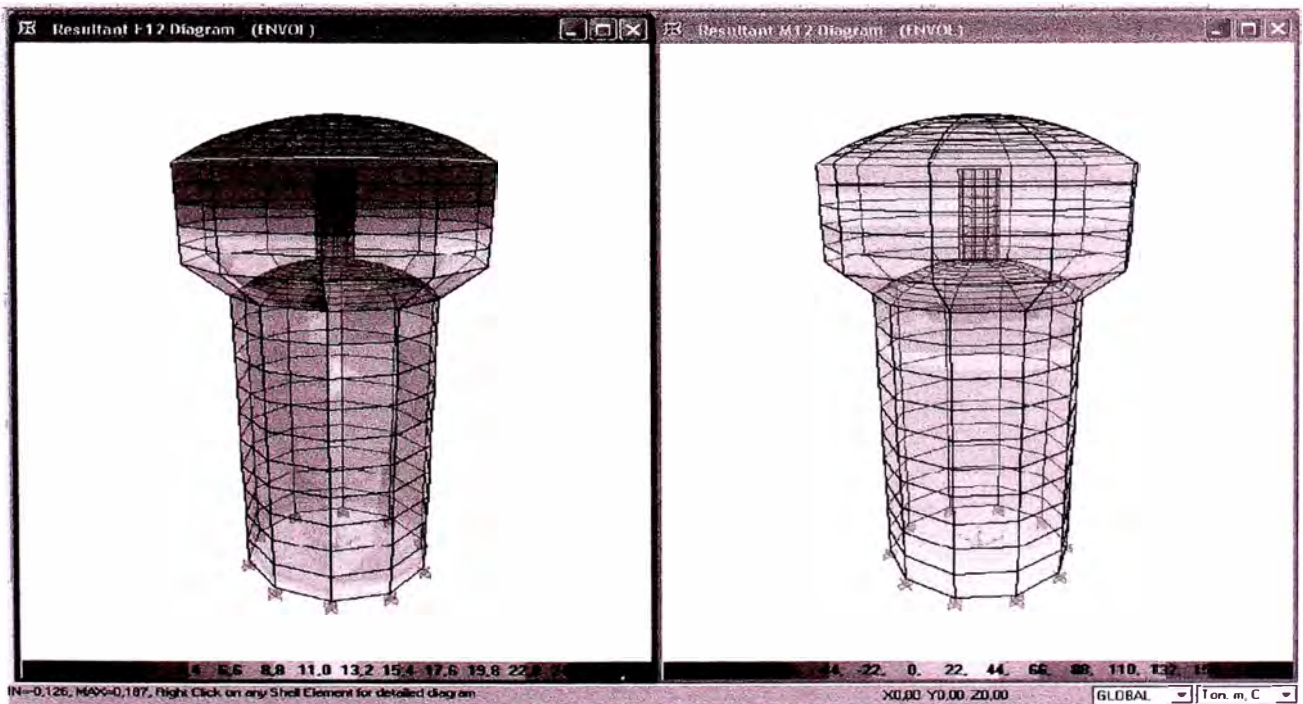 Resultant F12 Diagram (ENVOL)
Resultant M12 Diagram (ENVOL)
6,6 8,8 11,0 13,2 15,4 17,6 19,8
-22, 0, 22, 44, 66, 88, 110, 132,
IN=-0,126, MAX=0,187, Right Click on any Shell Element for detailed diagram
X0,00 Y0,00 Z0,00
GLOBAL
Ton, m, C